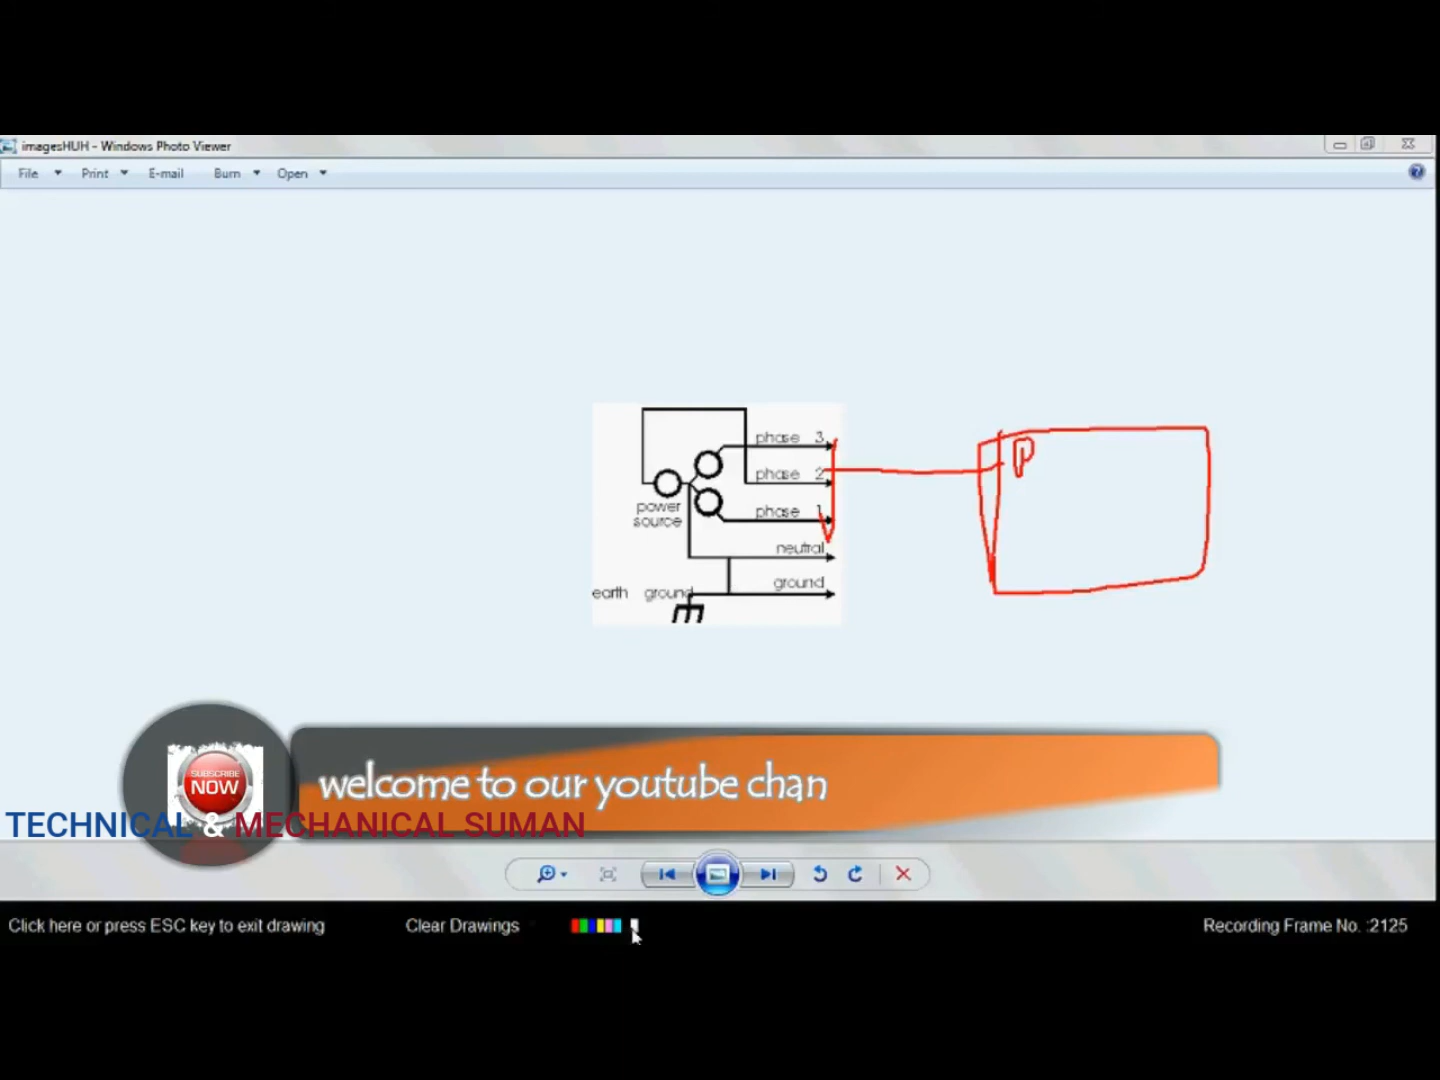 imagesHUH - Windows Photo Viewer
File Print E-mail Burn Open
phase 3
phase 2
power source
phase 1
neutral
earth ground
ground
P
SUBSCRIBE NOW
welcome to our youtube chan
TECHNICAL & MECHANICAL SUMAN
Click here or press ESC key to exit drawing Clear Drawings Recording Frame No. :2125